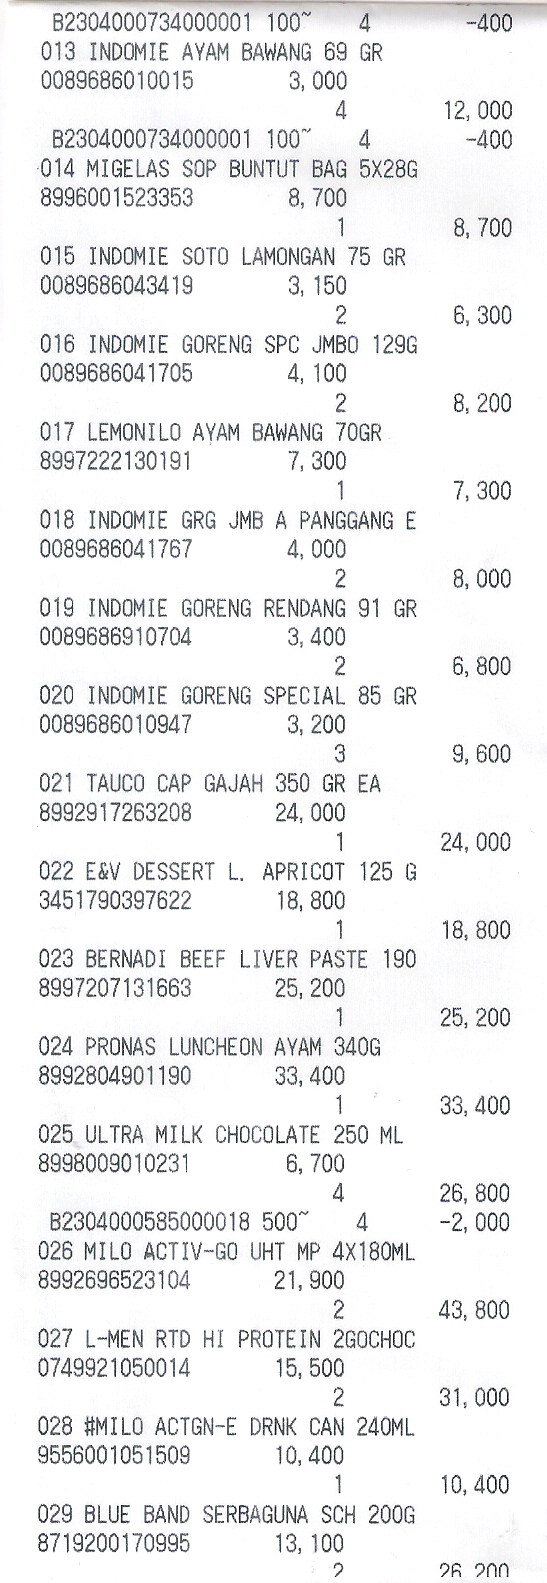 B2304000734000001 100~ 4 -400
013 INDOMIE AYAM BAWANG 69 GR
0089686010015 3,000
4 12,000
B2304000734000001 100~ 4 -400
014 MIGELAS SOP BUNTUT BAG 5X28G
8996001523353 8,700
1 8,700
015 INDOMIE SOTO LAMONGAN 75 GR
0089686043419 3,150
2 6,300
016 INDOMIE GORENG SPC JMBO 129G
0089686041705 4,100
2 8,200
017 LEMONILO AYAM BAWANG 70GR
8997222130191 7,300
1 7,300
018 INDOMIE GRG JMB A PANGGANG E
0089686041767 4,000
2 8,000
019 INDOMIE GORENG RENDANG 91 GR
0089686910704 3,400
2 6,800
020 INDOMIE GORENG SPECIAL 85 GR
0089686010947 3,200
3 9,600
021 TAUCO CAP GAJAH 350 GR EA
8992917263208 24,000
1 24,000
022 E&V DESSERT L. APRICOT 125 G
3451790397622 18,800
1 18,800
023 BERNADI BEEF LIVER PASTE 190
8997207131663 25,200
1 25,200
024 PRONAS LUNCHEON AYAM 340G
8992804901190 33,400
1 33,400
025 ULTRA MILK CHOCOLATE 250 ML
8998009010231 6,700
4 26,800
B2304000585000018 500~ 4 -2,000
026 MILO ACTIV-GO UHT MP 4X180ML
8992696523104 21,900
2 43,800
027 L-MEN RTD HI PROTEIN 2GOCHOC
0749921050014 15,500
2 31,000
028 #MILO ACTGN-E DRNK CAN 240ML
9556001051509 10,400
1 10,400
029 BLUE BAND SERBAGUNA SCH 200G
8719200170995 13,100
2 26,200